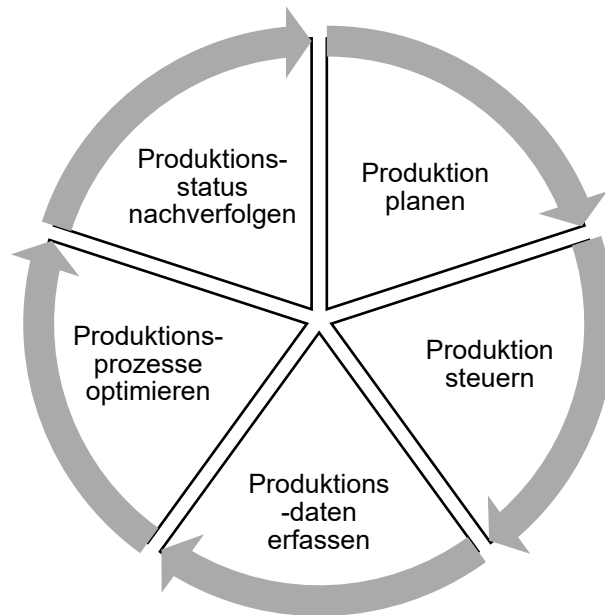 Produktion
planen
Produktion
steuern
Produktions
-daten
erfassen
Produktions-
prozesse
optimieren
Produktions-
status
nachverfolgen